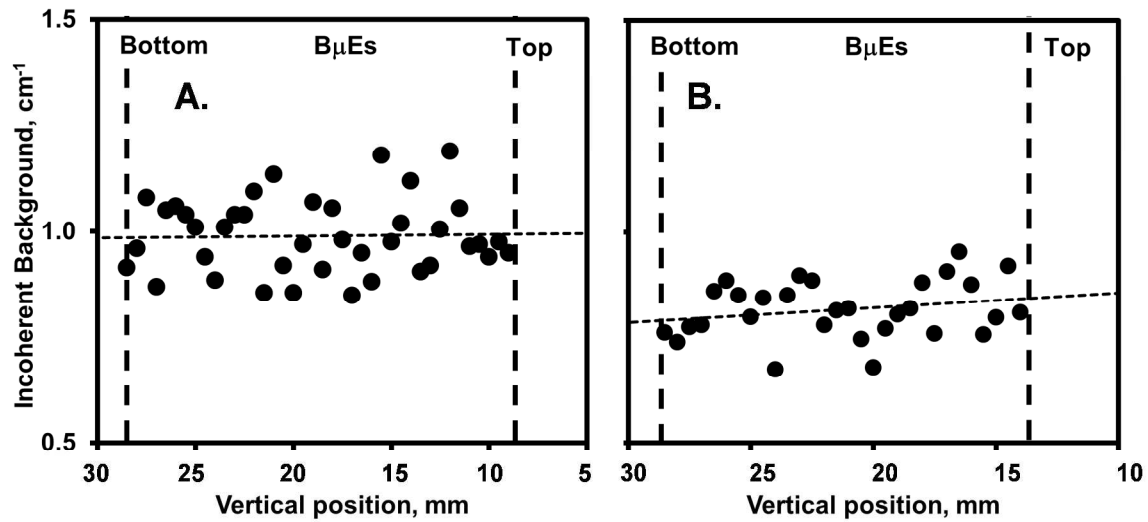 Incoherent Background, cm⁻¹
1.5
1.0
0.5
Bottom BµEs Top
A.
30 25 20 15 10 5
Vertical position, mm
Bottom BµEs Top
B.
30 25 20 15 10
Vertical position, mm